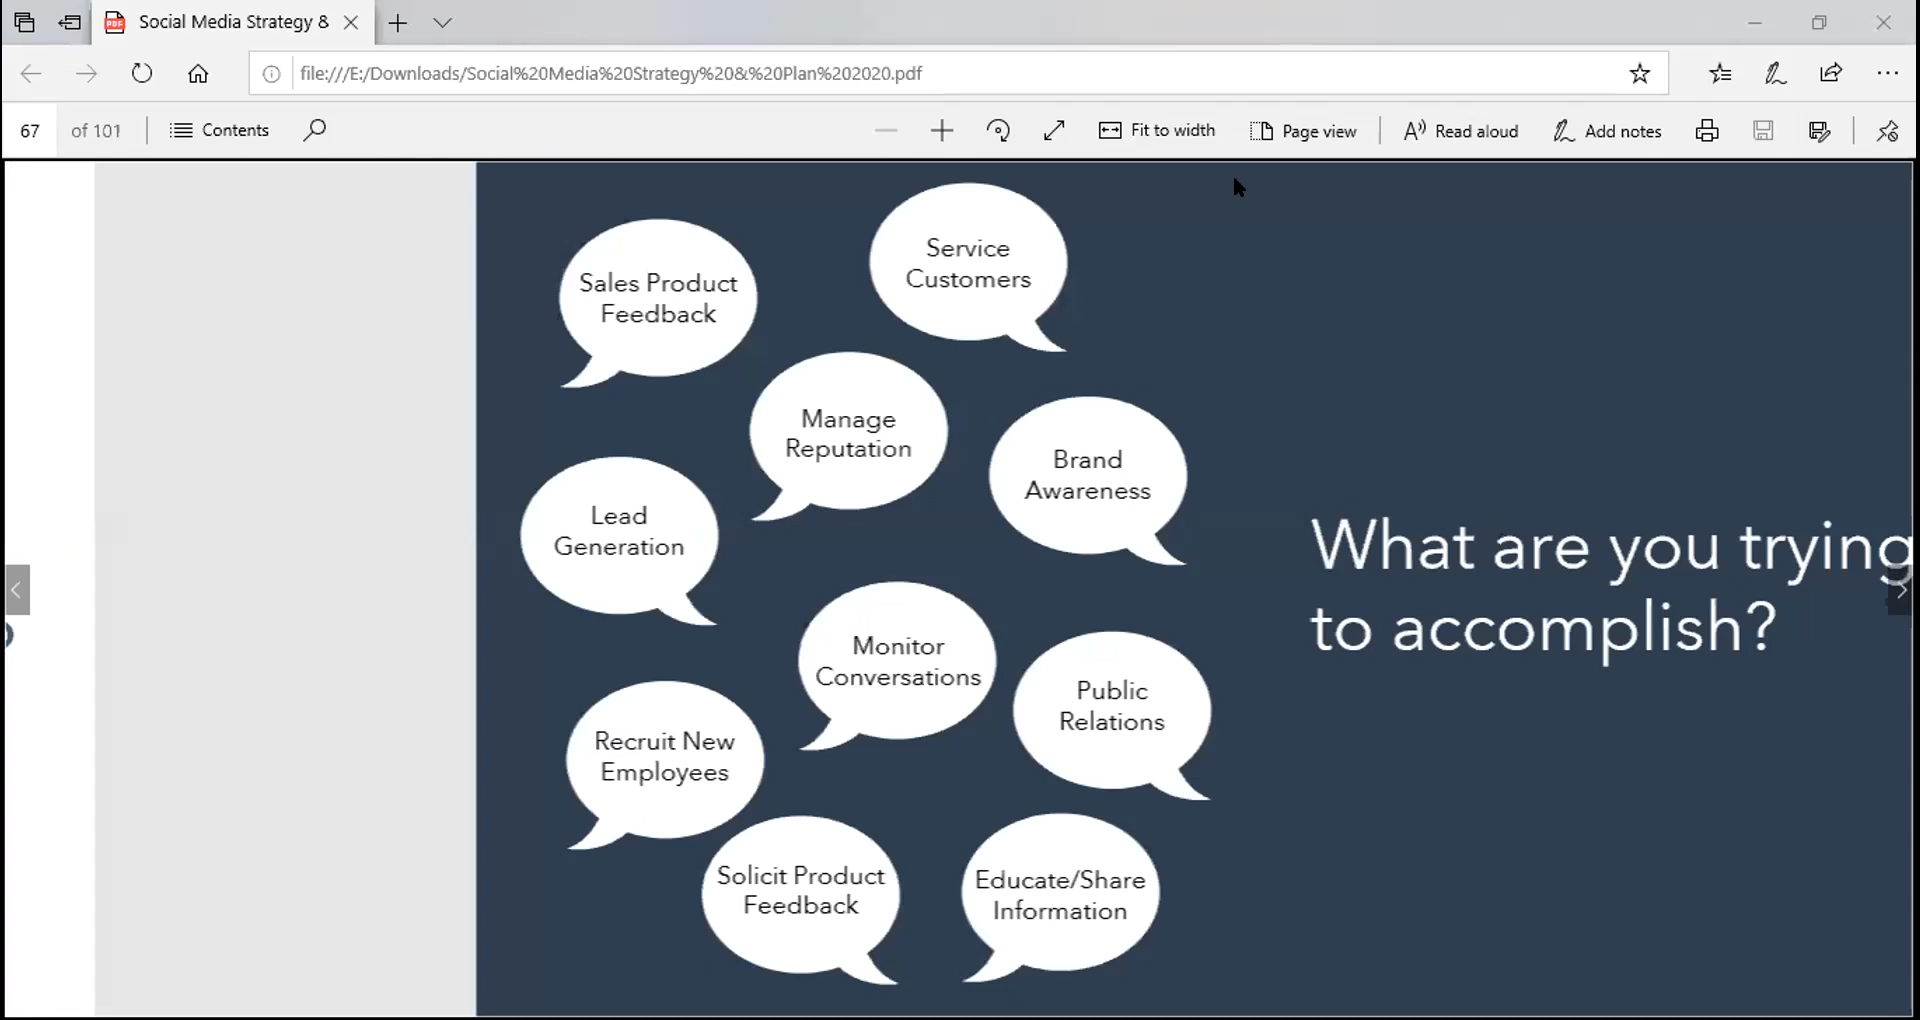 Social Media Strategy &
file:///E:/Downloads/Social%20Media%20Strategy%20&%20Plan%202020.pdf
67 of 101 Contents Fit to width Page view Read aloud Add notes
Service
Customers
Sales Product
Feedback
Manage
Reputation
Brand
Awareness
Lead
Generation
What are you trying
to accomplish?
Monitor
Conversations
Public
Relations
Recruit New
Employees
Solicit Product
Feedback
Educate/Share
Information